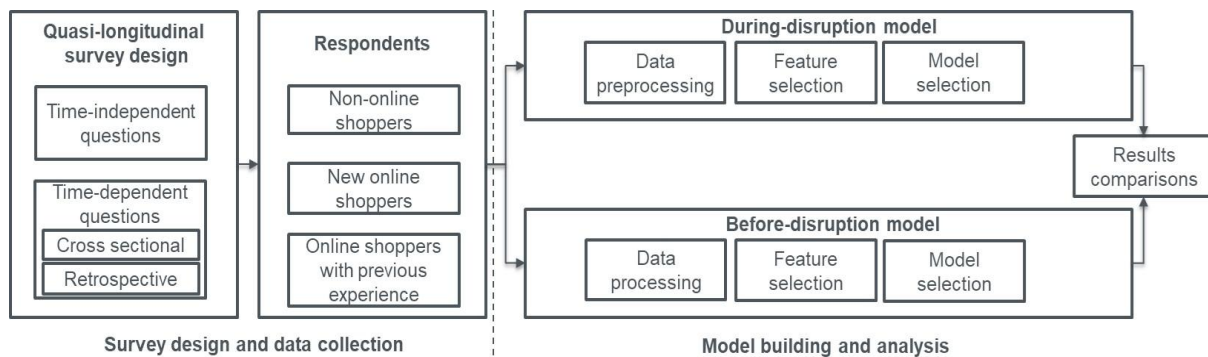 Quasi-longitudinal
survey design
Time-independent
questions
Time-dependent
questions
Cross sectional
Retrospective
Respondents
Non-online
shoppers
New online
shoppers
Online shoppers
with previous
experience
Survey design and data collection
During-disruption model
Data
preprocessing
Feature
selection
Model
selection
Before-disruption model
Data
processing
Feature
selection
Model
selection
Results
comparisons
Model building and analysis